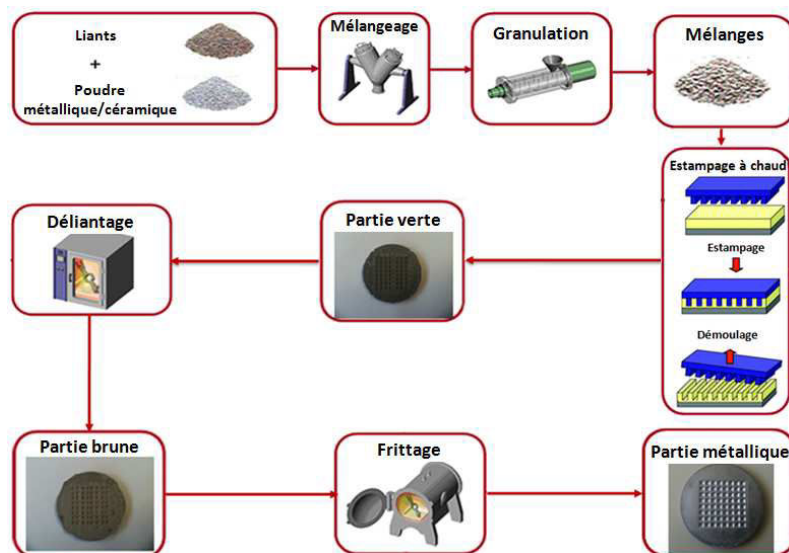 Liants
+
Poudre
métallique/céramique
Mélangeage
Granulation
Mélanges
Estampage à chaud
Estampage
Démoulage
Partie verte
Déliantage
Partie brune
Frittage
Partie métallique